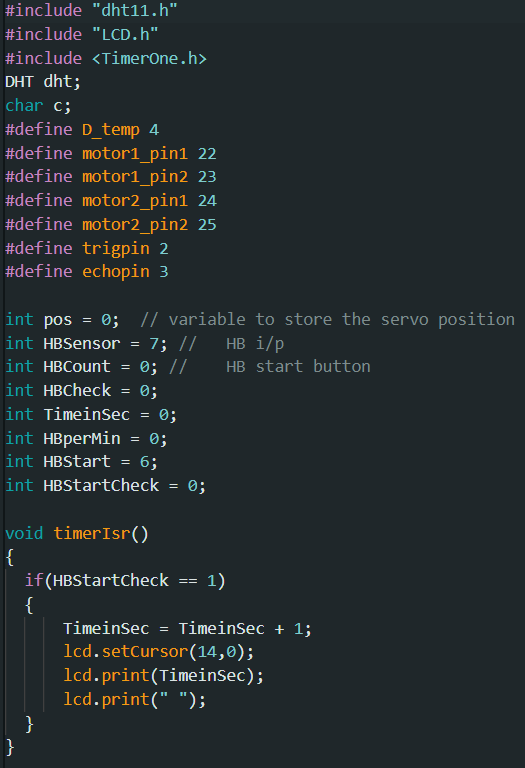 #include "dht11.h"
#include "LCD.h"
#include <TimerOne.h>
DHT dht;
char c;
#define D_temp 4
#define motor1_pin1 22
#define motor1_pin2 23
#define motor2_pin1 24
#define motor2_pin2 25
#define trigpin 2
#define echopin 3
int pos = 0;  // variable to store the servo position
int HBSensor = 7; //   HB i/p
int HBCount = 0; //    HB start button
int HBCheck = 0;
int TimeinSec = 0;
int HBperMin = 0;
int HBStart = 6;
int HBStartCheck = 0;
void timerIsr()
{
  if(HBStartCheck == 1)
  {
      TimeinSec = TimeinSec + 1;
      lcd.setCursor(14,0);
      lcd.print(TimeinSec);
      lcd.print(" ");
  }
}